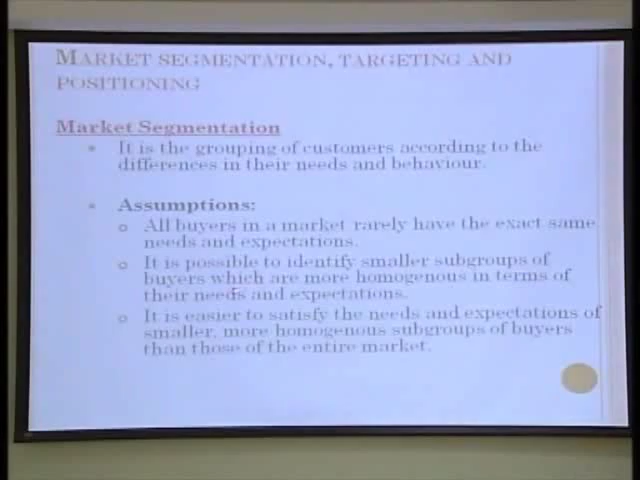 MARKET SEGMENTATION, TARGETING AND
POSITIONING
Market Segmentation
It is the grouping of customers according to the
differences in their needs and behaviour.
Assumptions:
All buyers in a market rarely have the exact same
needs and expectations.
It is possible to identify smaller subgroups of
buyers which are more homogenous in terms of
their needs and expectations.
It is easier to satisfy the needs and expectations of
smaller, more homogenous subgroups of buyers
than those of the entire market.